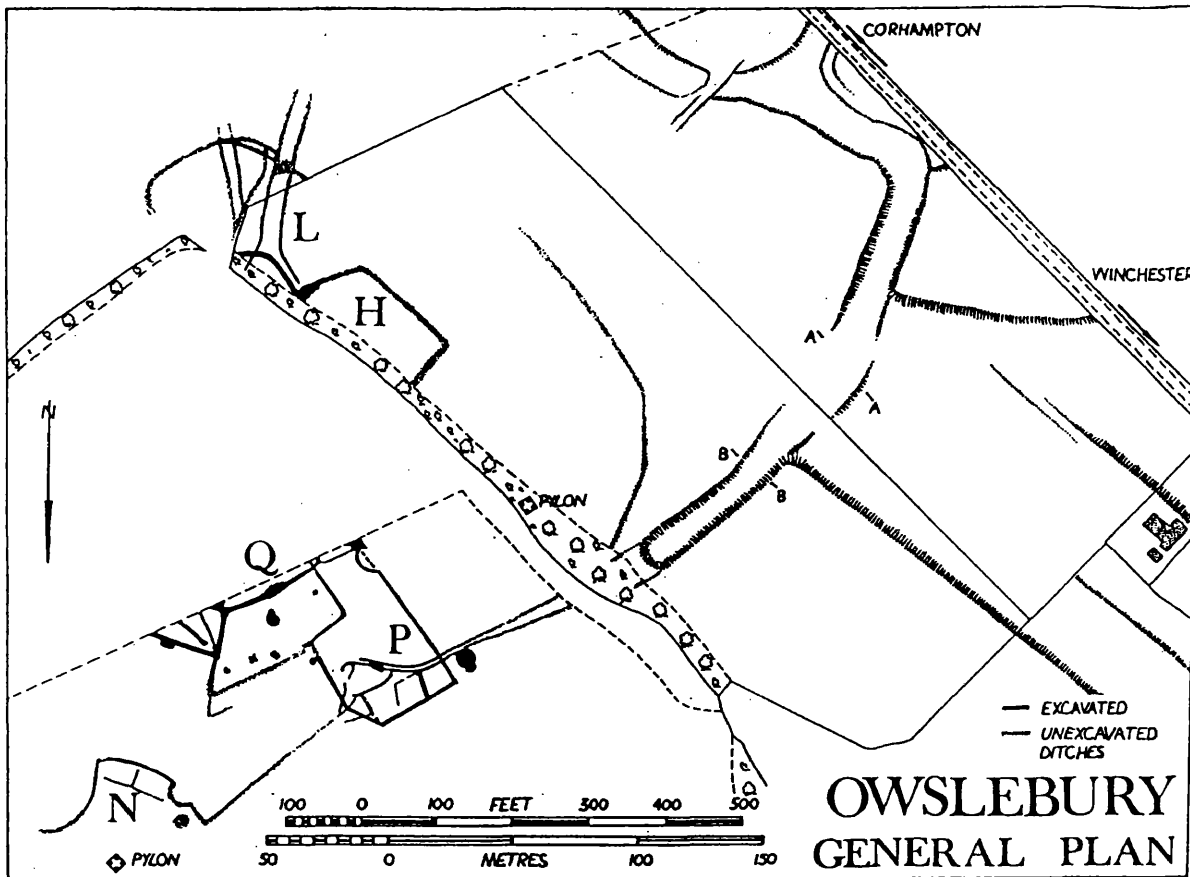 CORHAMPTON
WINCHESTER
L
H
A
A
B
B
N
PYLON
Q
P
N
PYLON
EXCAVATED
UNEXCAVATED
DITCHES
100 0 100 FEET 300 400 500
50 0 METRES 100 150
OWSLEBURY
GENERAL PLAN